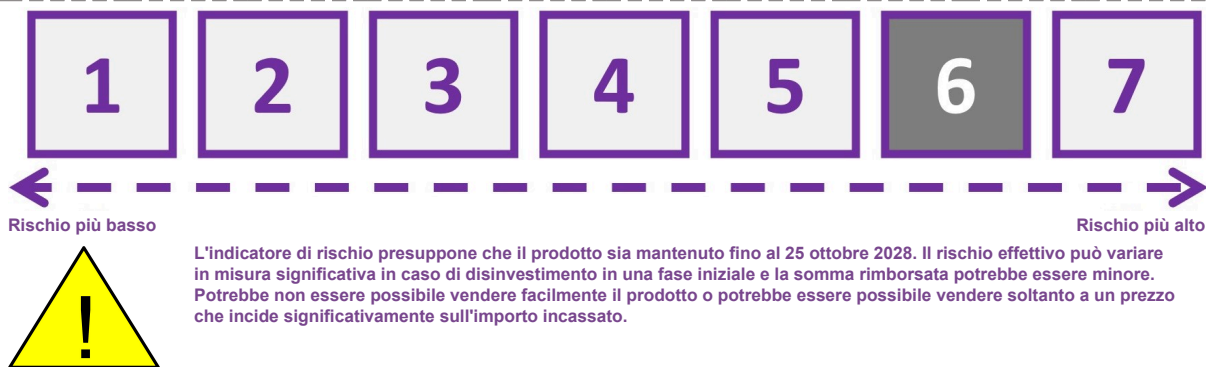 1 2 3 4 5 6 7
Rischio più basso Rischio più alto
L'indicatore di rischio presuppone che il prodotto sia mantenuto fino al 25 ottobre 2028. Il rischio effettivo può variare
in misura significativa in caso di disinvestimento in una fase iniziale e la somma rimborsata potrebbe essere minore.
Potrebbe non essere possibile vendere facilmente il prodotto o potrebbe essere possibile vendere soltanto a un prezzo
che incide significativamente sull'importo incassato.
!